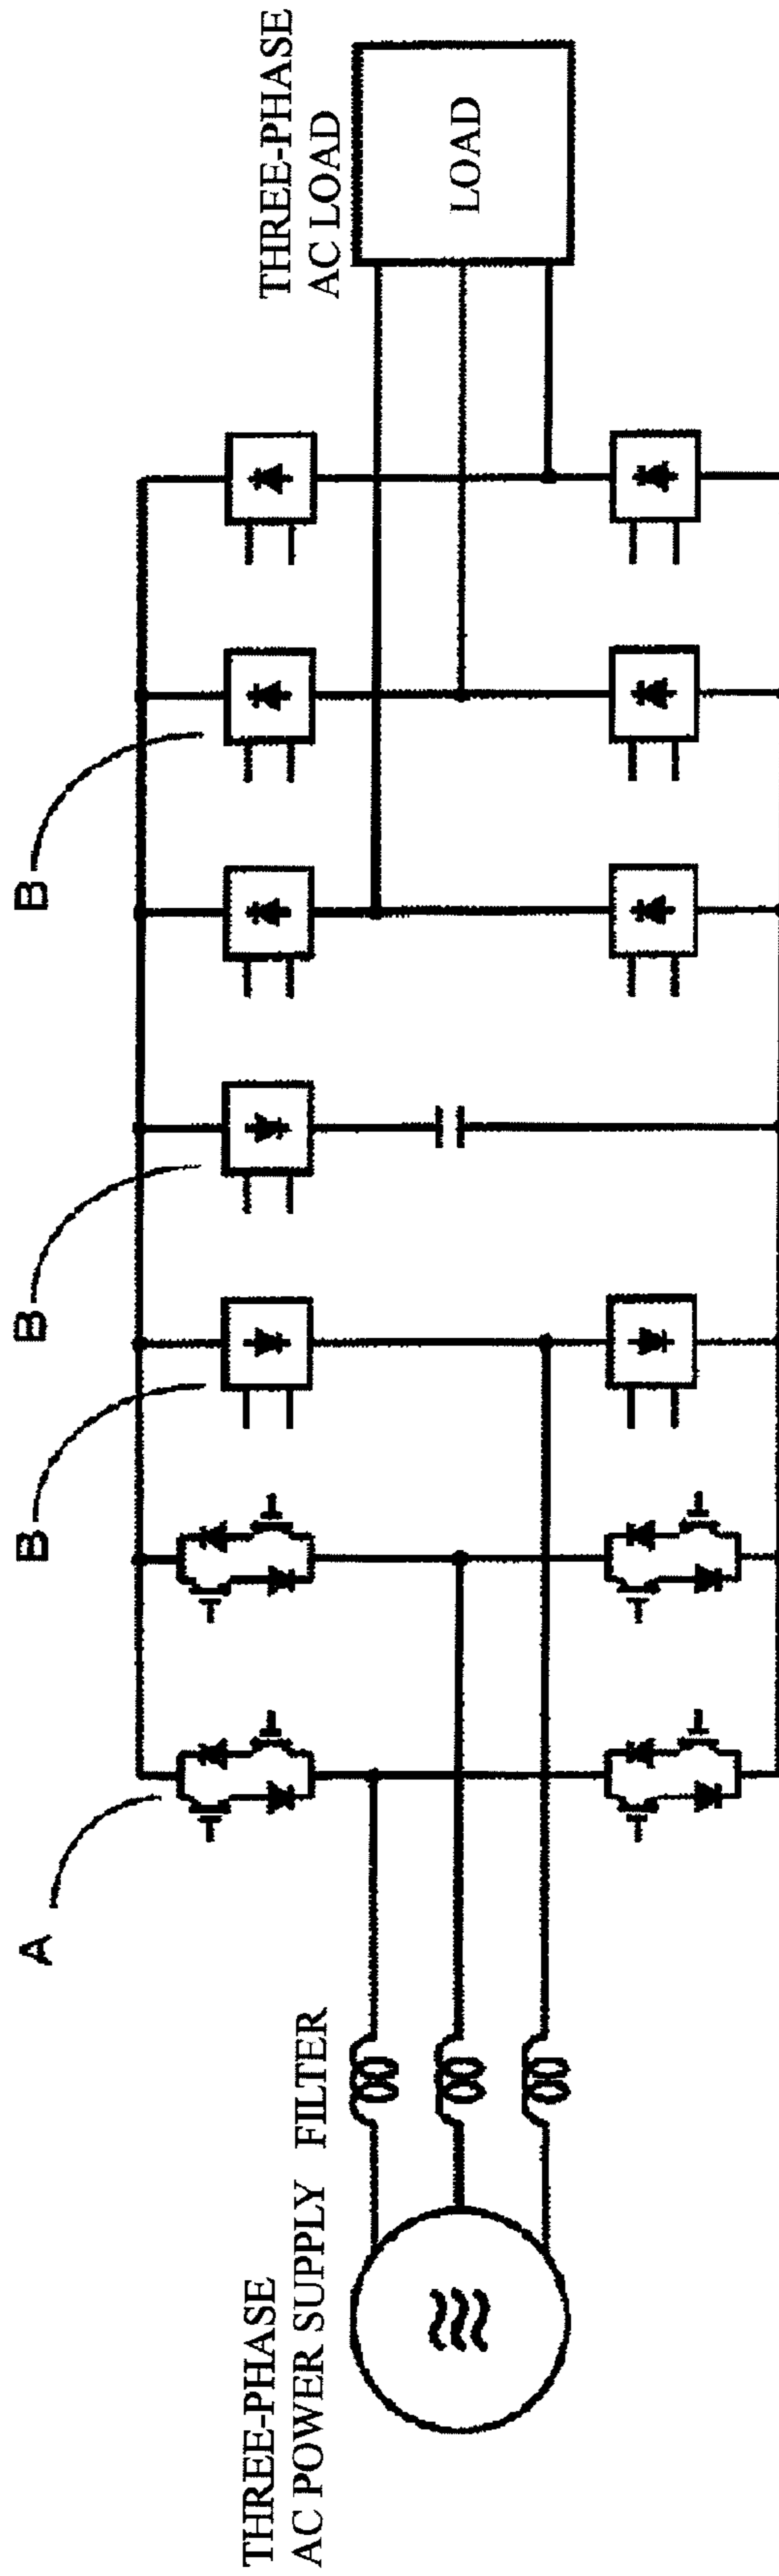 THREE-PHASE
AC POWER SUPPLY
FILTER
A
B
B
B
THREE-PHASE
AC LOAD
LOAD